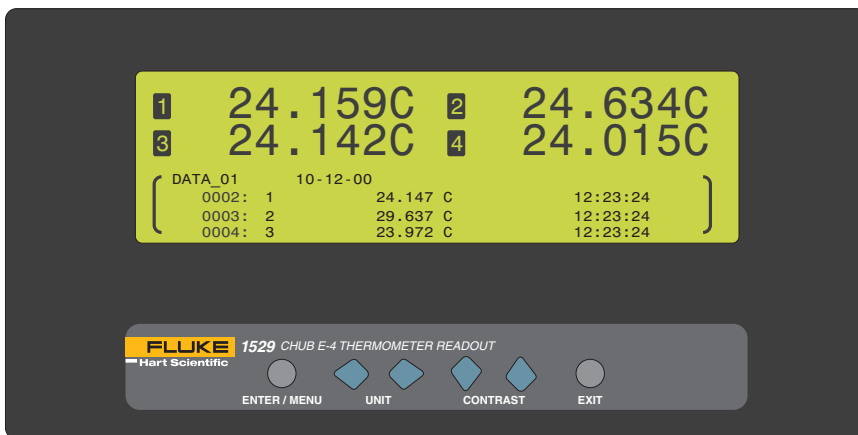 1 24.159C 2 24.634C
3 24.142C 4 24.015C
DATA_01 10-12-00
0002: 1 24.147 C 12:23:24
0003: 2 29.637 C 12:23:24
0004: 3 23.972 C 12:23:24
FLUKE 1529 CHUB E-4 THERMOMETER READOUT
Hart Scientific
ENTER / MENU UNIT CONTRAST EXIT